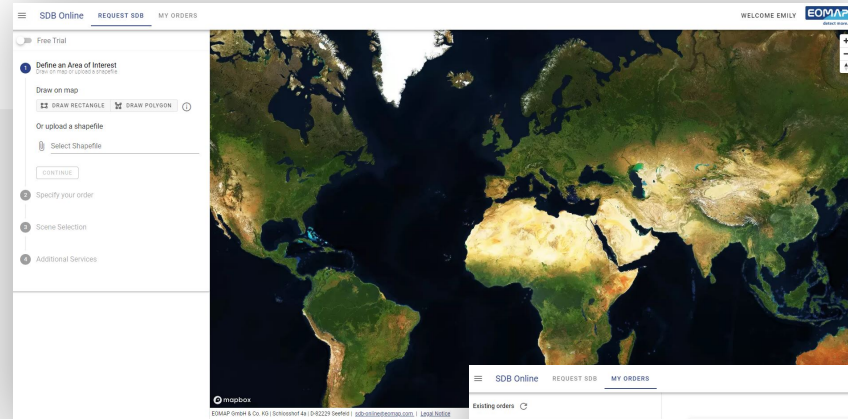 SDB Online REQUEST SDB MY ORDERS WELCOME EMILY EOMAP
detect more.
Free Trial
1 Define an Area of Interest
Draw on map or upload a shapefile
Draw on map
DRAW RECTANGLE DRAW POLYGON
Or upload a shapefile
Select Shapefile
CONTINUE
2 Specify your order
3 Scene Selection
4 Additional Services
mapbox
EOMAP GmbH & Co. KG | Schlosshof 4a | D-82229 Seefeld | sdb-online@eomap.com | Legal Notice
SDB Online REQUEST SDB MY ORDERS
Existing orders